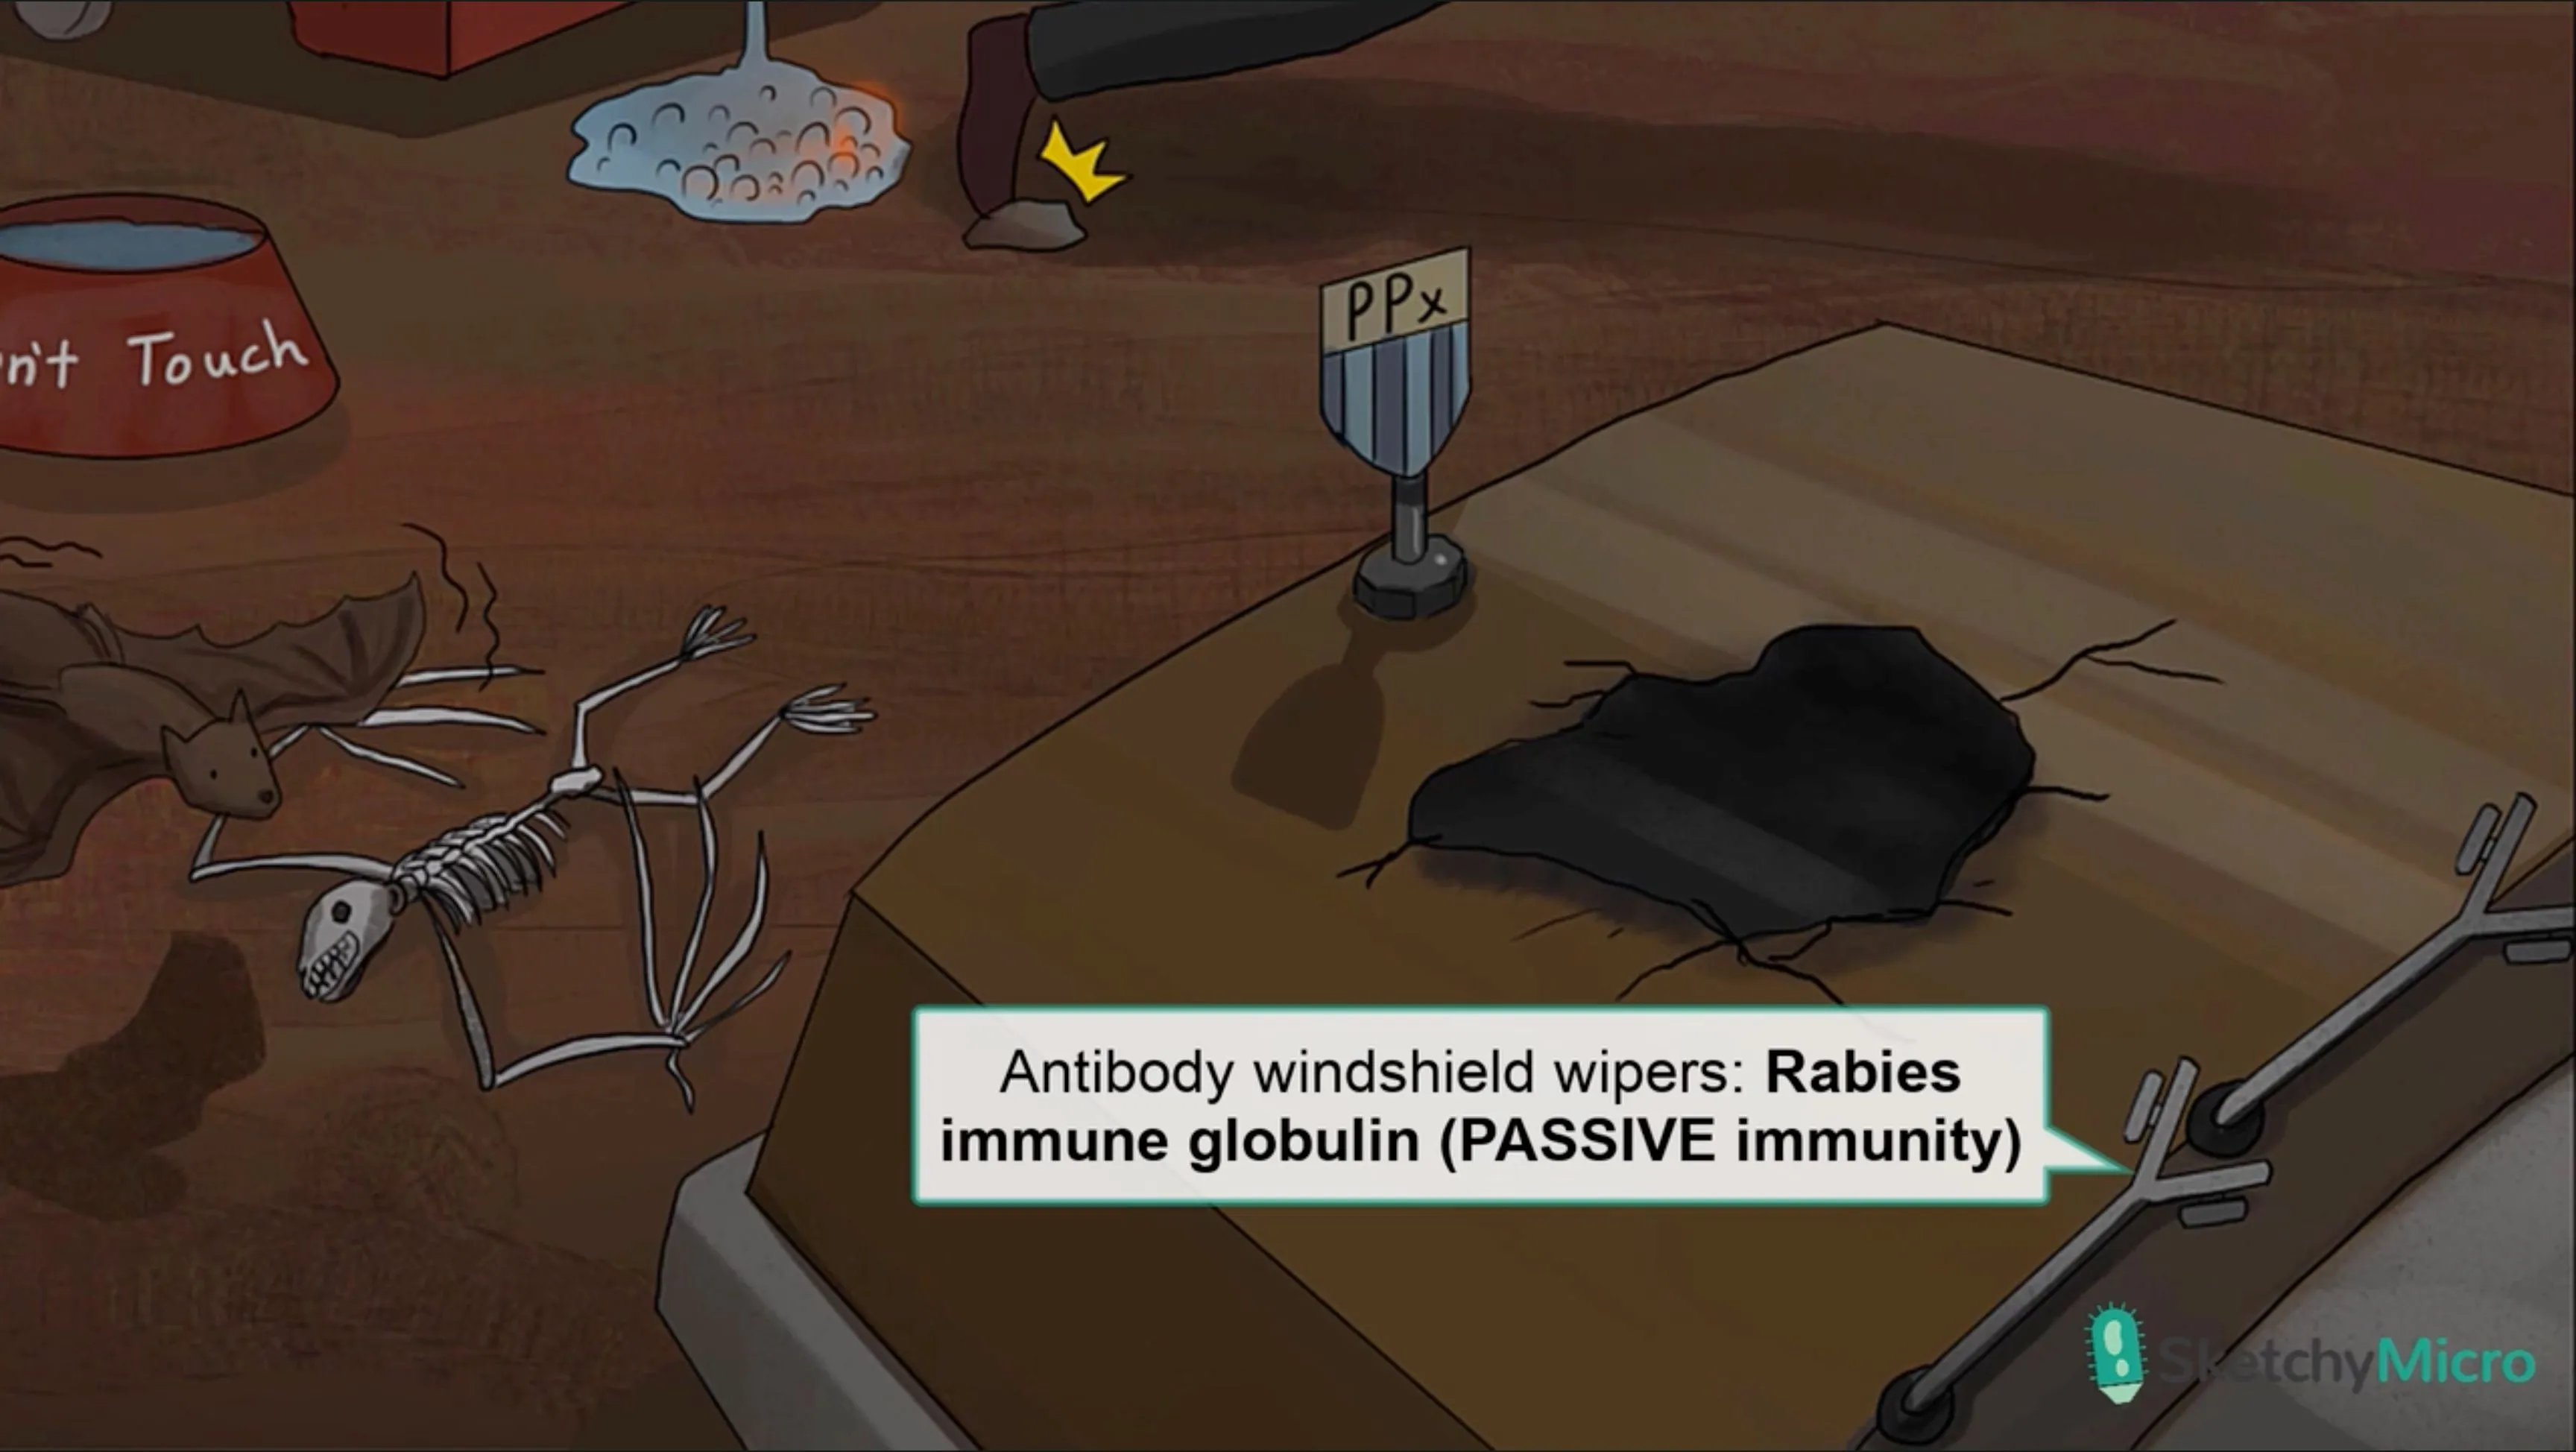 PPx
n't Touch
Antibody windshield wipers: Rabies
immune globulin (PASSIVE immunity)
SketchyMicro